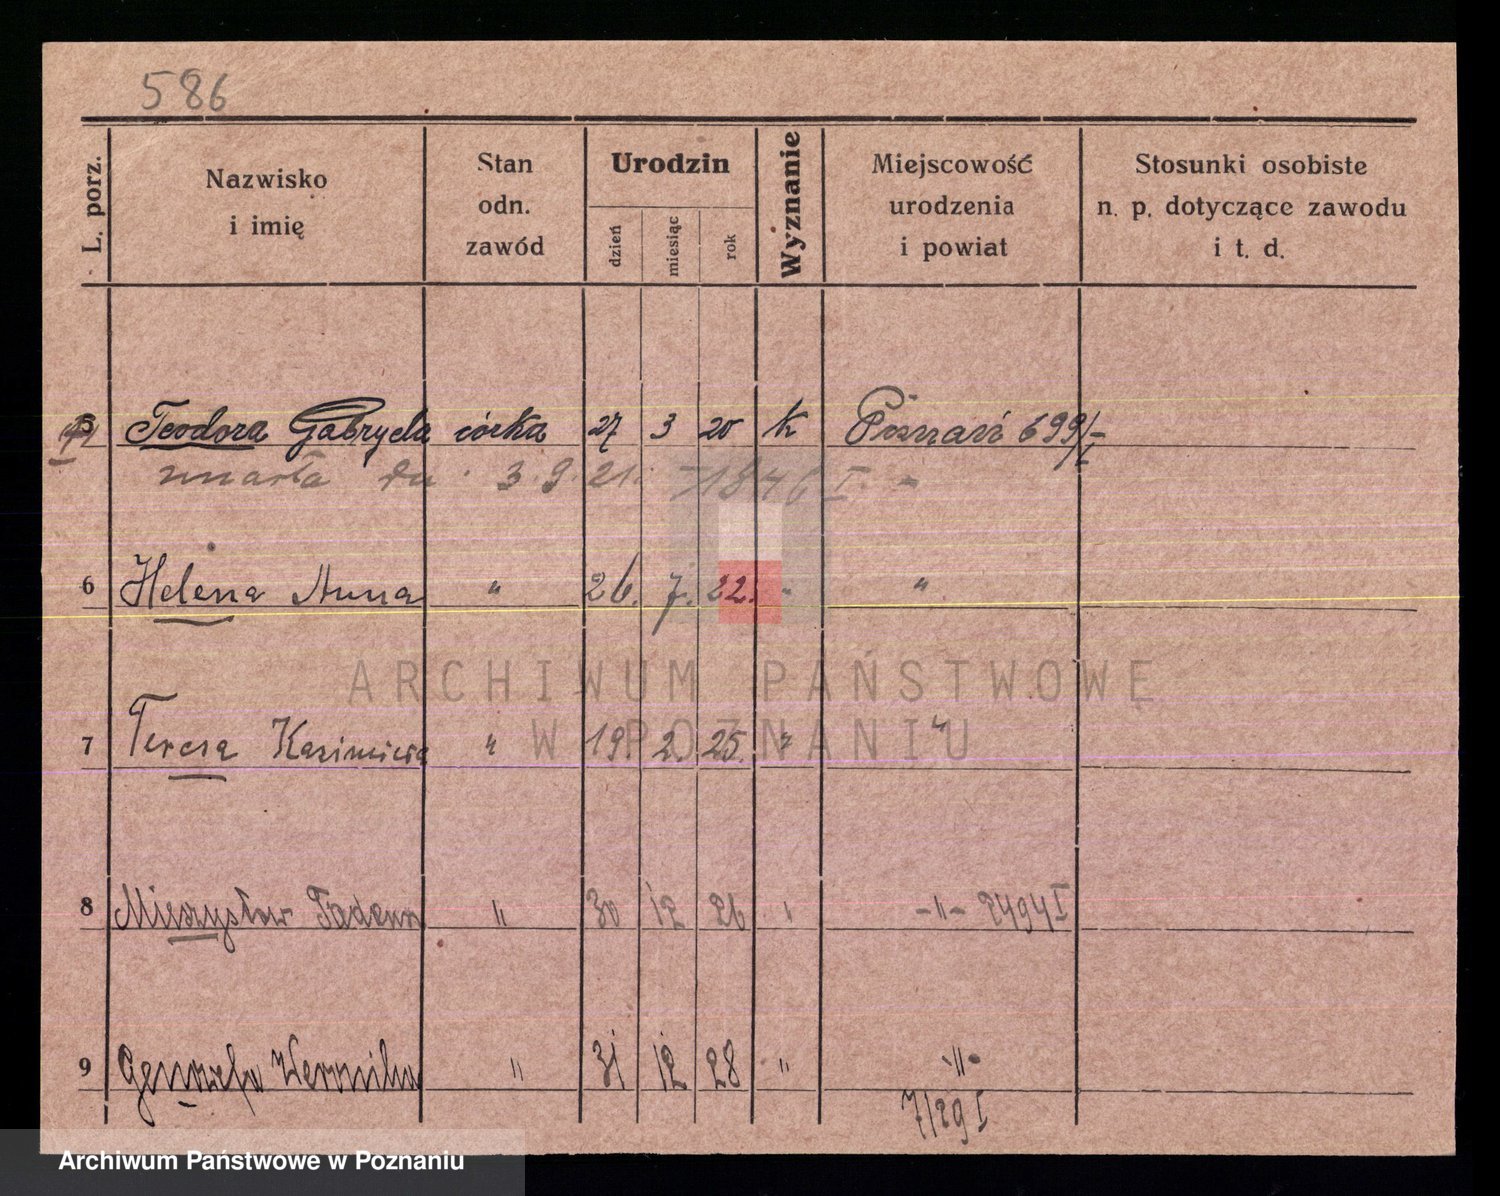 586
L. porz.
Nazwisko
i imię
Stan
odn.
zawód
Urodzin
dzień
miesiąc
rok
Wyznanie
Miejscowość
urodzenia
i powiat
Stosunki osobiste
n. p. dotyczące zawodu
i t. d.
5 Teodora Gabryela córka 27 3 20 k Poznań 699/I
zmarła dn. 3.9.21. -1846 I.
6 Helena Anna " 26. 7. 22. " "
7 Teresa Kazimiera " 19. 2. 25. " "
8 Mieczysław Tadeusz " 30 12 26 " -"- 2494 I
9 Genowefa Weronika " 31 12 28 " -"-
7/29 I
ARCHIWUM PAŃSTWOWE
W POZNANIU
Archiwum Państwowe w Poznaniu